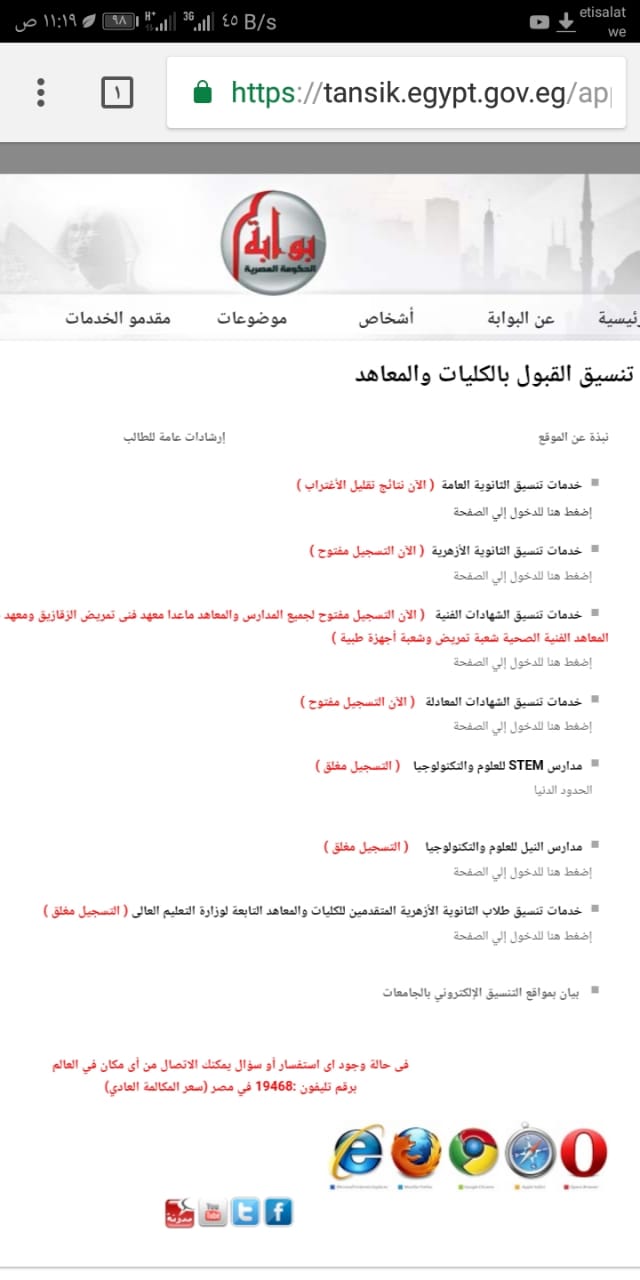 ١١:١٩ ص
٩٨
H+
3G
٤٥ B/s
etisalat
we
١
https://tansik.egypt.gov.eg/ap
بوابة
الحكومة المصرية
رئيسية عن البوابة أشخاص موضوعات مقدمو الخدمات
تنسيق القبول بالكليات والمعاهد
نبذة عن الموقع إرشادات عامة للطالب
خدمات تنسيق الثانوية العامة ( الآن نتائج تقليل الأغتراب )
إضغط هنا للدخول إلي الصفحة
خدمات تنسيق الثانوية الأزهرية ( الآن التسجيل مفتوح )
إضغط هنا للدخول إلي الصفحة
خدمات تنسيق الشهادات الفنية ( الآن التسجيل مفتوح لجميع المدارس والمعاهد ماعدا معهد فنى تمريض الزقازيق ومعهد
المعاهد الفنية الصحية شعبة تمريض وشعبة أجهزة طبية )
إضغط هنا للدخول إلي الصفحة
خدمات تنسيق الشهادات المعادلة ( الآن التسجيل مفتوح )
إضغط هنا للدخول إلي الصفحة
مدارس STEM للعلوم والتكنولوجيا ( التسجيل مغلق )
الحدود الدنيا
مدارس النيل للعلوم والتكنولوجيا ( التسجيل مغلق )
إضغط هنا للدخول إلي الصفحة
خدمات تنسيق طلاب الثانوية الأزهرية المتقدمين للكليات والمعاهد التابعة لوزارة التعليم العالى ( التسجيل مغلق )
إضغط هنا للدخول إلي الصفحة
بيان بمواقع التنسيق الإلكتروني بالجامعات
فى حالة وجود اى استفسار أو سؤال يمكنك الاتصال من أى مكان في العالم
برقم تليفون :19468 في مصر (سعر المكالمة العادي)
You
Tube
مدونة